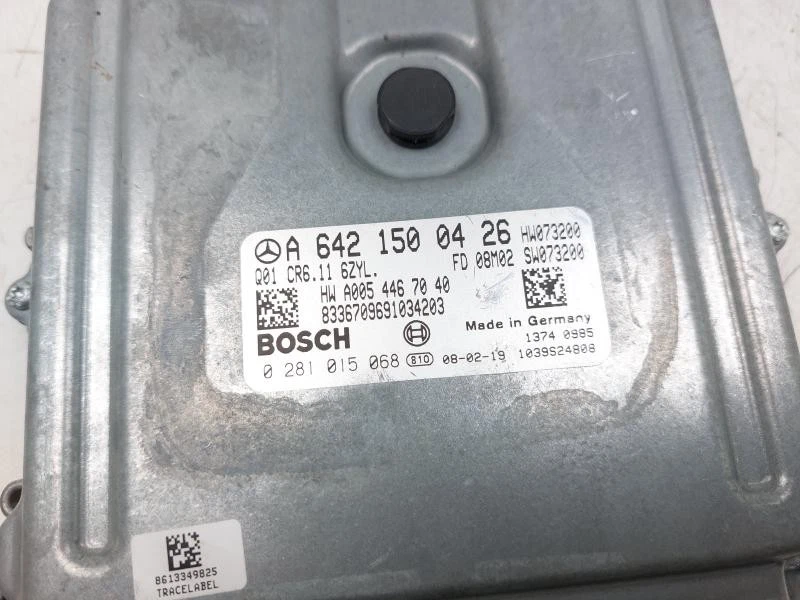 A 642 150 04 26 HW073200
Q01 CR6.11 6ZYL. FD 08M02 SW073200
HW A005 446 70 40
8336709691034203
BOSCH Made in Germany
1374 0985
0 281 015 068 810 08-02-19 1039S24808
8613349825
TRACELABEL